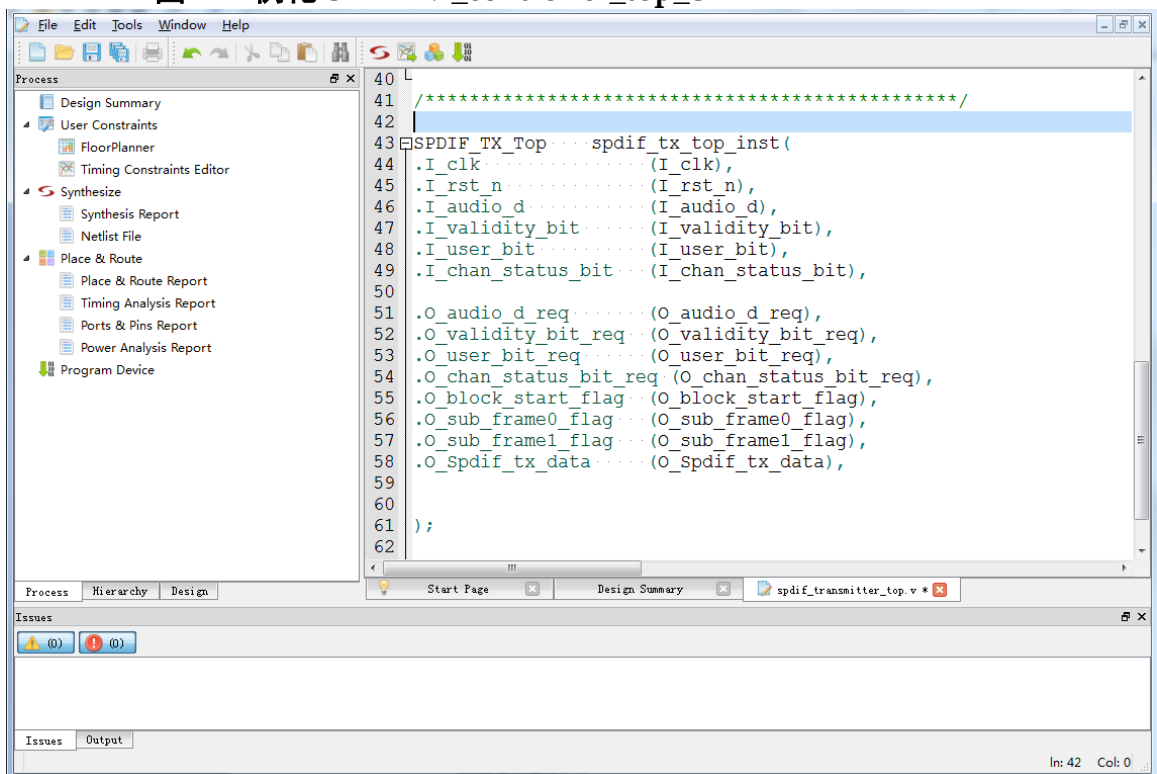 File Edit Tools Window Help
Process
Design Summary
User Constraints
FloorPlanner
Timing Constraints Editor
Synthesize
Synthesis Report
Netlist File
Place & Route
Place & Route Report
Timing Analysis Report
Ports & Pins Report
Power Analysis Report
Program Device
Process Hierarchy Design
40
41 /************************************************/
42
43 SPDIF_TX_Top spdif_tx_top_inst(
44 .I_clk (I_clk),
45 .I_rst_n (I_rst_n),
46 .I_audio_d (I_audio_d),
47 .I_validity_bit (I_validity_bit),
48 .I_user_bit (I_user_bit),
49 .I_chan_status_bit (I_chan_status_bit),
50
51 .O_audio_d_req (O_audio_d_req),
52 .O_validity_bit_req (O_validity_bit_req),
53 .O_user_bit_req (O_user_bit_req),
54 .O_chan_status_bit_req (O_chan_status_bit_req),
55 .O_block_start_flag (O_block_start_flag),
56 .O_sub_frame0_flag (O_sub_frame0_flag),
57 .O_sub_frame1_flag (O_sub_frame1_flag),
58 .O_Spdif_tx_data (O_Spdif_tx_data),
59
60
61 );
62
Start Page Design Summary spdif_transmitter_top.v *
Issues
(0) (0)
Issues Output
ln: 42 Col: 0